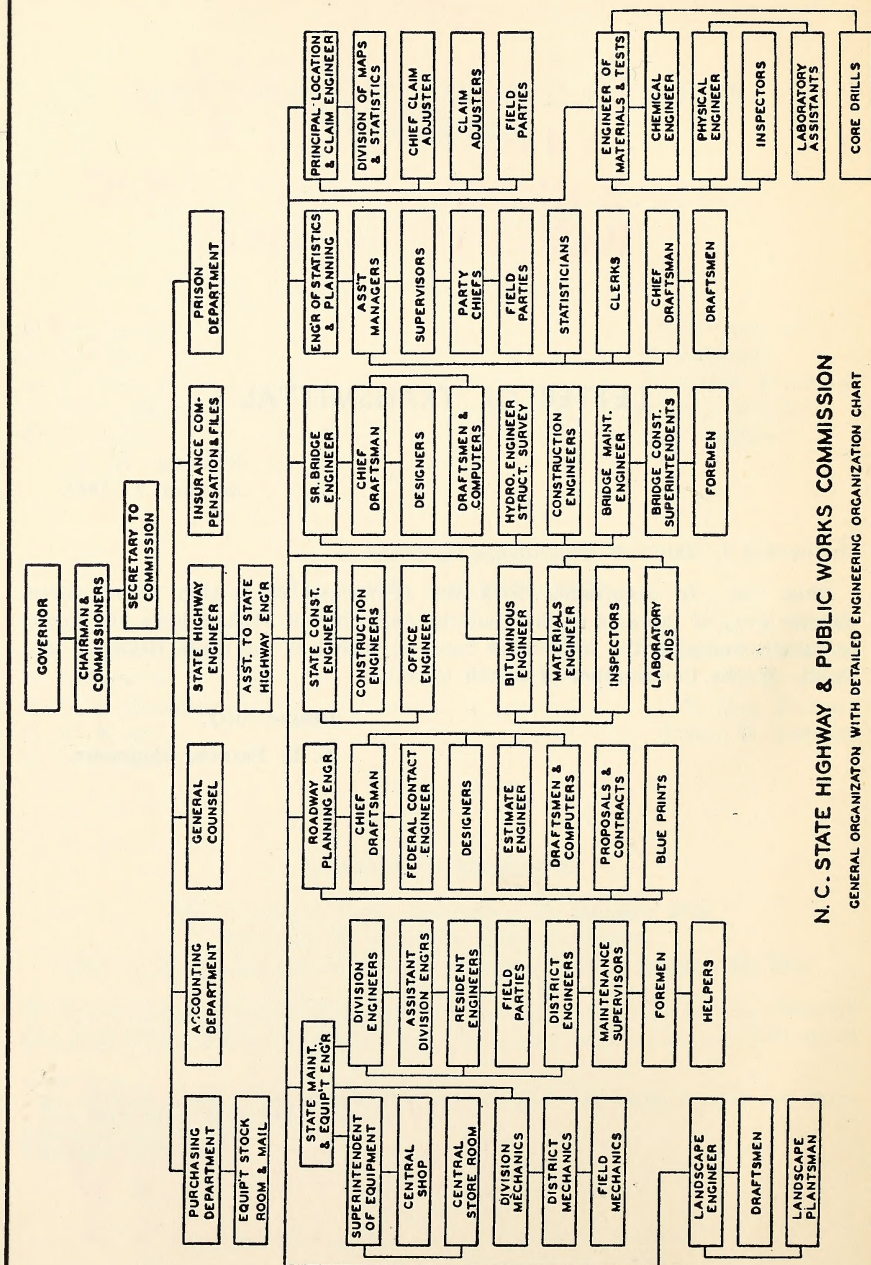 GOVERNOR
CHAIRMAN &
COMMISSIONERS
SECRETARY TO
COMMISSION
PURCHASING
DEPARTMENT
EQUIP'T STOCK
ROOM & MAIL
ACCOUNTING
DEPARTMENT
GENERAL
COUNSEL
STATE HIGHWAY
ENGINEER
ASST. TO STATE
HIGHWAY ENG'R
INSURANCE COM-
PENSATION & FILES
PRISON
DEPARTMENT
STATE MAINT.
& EQUIP'T ENG'R
SUPERINTENDENT
OF EQUIPMENT
CENTRAL
SHOP
CENTRAL
STORE ROOM
DIVISION
MECHANICS
DISTRICT
MECHANICS
FIELD
MECHANICS
LANDSCAPE
ENGINEER
DRAFTSMEN
LANDSCAPE
PLANTSMAN
DIVISION
ENGINEERS
ASSISTANT
DIVISION ENG'RS
RESIDENT
ENGINEERS
FIELD
PARTIES
DISTRICT
ENGINEERS
MAINTENANCE
SUPERVISORS
FOREMEN
HELPERS
ROADWAY
PLANNING ENGR
CHIEF
DRAFTSMAN
FEDERAL CONTACT
ENGINEER
DESIGNERS
ESTIMATE
ENGINEER
DRAFTSMEN &
COMPUTERS
PROPOSALS &
CONTRACTS
BLUE PRINTS
STATE CONST.
ENGINEER
CONSTRUCTION
ENGINEERS
OFFICE
ENGINEER
BITUMINOUS
ENGINEER
MATERIALS
ENGINEER
INSPECTORS
LABORATORY
AIDS
SR. BRIDGE
ENGINEER
CHIEF
DRAFTSMAN
DESIGNERS
DRAFTSMEN &
COMPUTERS
HYDRO. ENGINEER
STRUCT. SURVEY
CONSTRUCTION
ENGINEERS
BRIDGE MAINT.
ENGINEER
BRIDGE CONST.
SUPERINTENDENTS
FOREMEN
ENG'R OF STATISTICS
& PLANNING
ASS'T
MANAGERS
SUPERVISORS
PARTY
CHIEFS
FIELD
PARTIES
STATISTICIANS
CLERKS
CHIEF
DRAFTSMAN
DRAFTSMEN
PRINCIPAL LOCATION
& CLAIM ENGINEER
DIVISION OF MAPS
& STATISTICS
CHIEF CLAIM
ADJUSTER
CLAIM
ADJUSTERS
FIELD
PARTIES
ENGINEER OF
MATERIALS & TESTS
CHEMICAL
ENGINEER
PHYSICAL
ENGINEER
INSPECTORS
LABORATORY
ASSISTANTS
CORE DRILLS
N. C. STATE HIGHWAY & PUBLIC WORKS COMMISSION
GENERAL ORGANIZATON WITH DETAILED ENGINEERING ORGANIZATION CHART